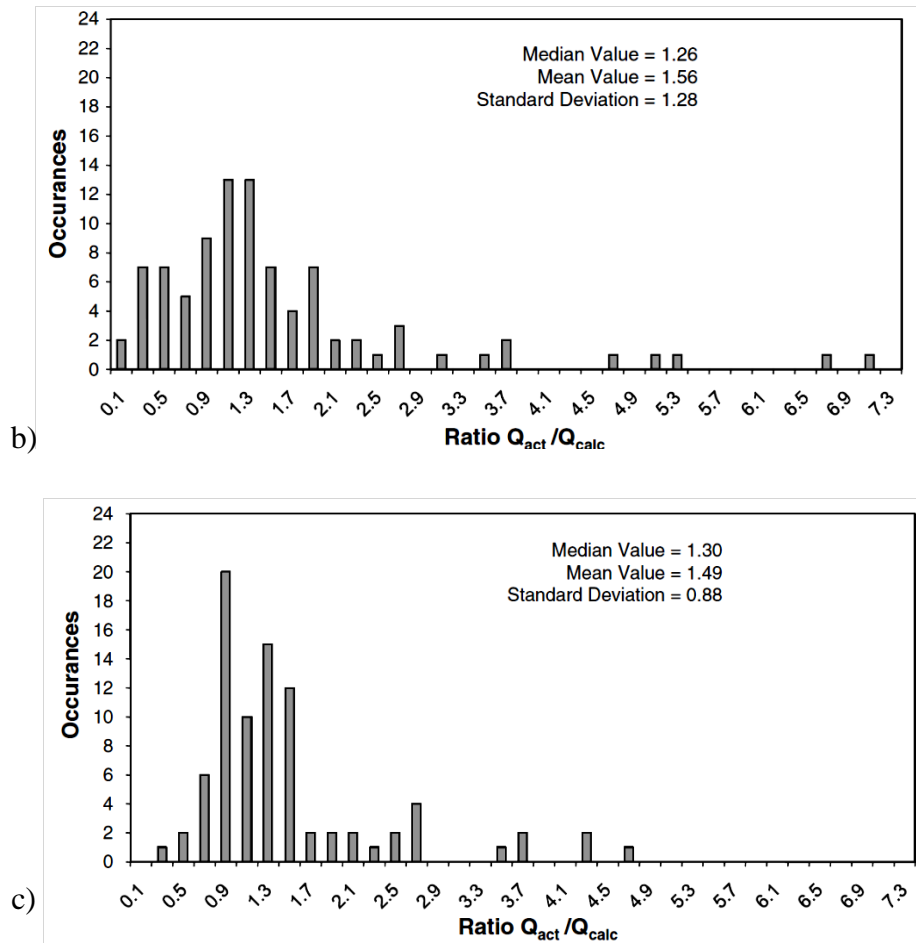 24
22
20
18
16
14
12
10
8
6
4
2
0
Occurances
Median Value = 1.26
Mean Value = 1.56
Standard Deviation = 1.28
0.1 0.5 0.9 1.3 1.7 2.1 2.5 2.9 3.3 3.7 4.1 4.5 4.9 5.3 5.7 6.1 6.5 6.9 7.3
Ratio Qact /Qcalc
b)
24
22
20
18
16
14
12
10
8
6
4
2
0
Occurances
Median Value = 1.30
Mean Value = 1.49
Standard Deviation = 0.88
0.1 0.5 0.9 1.3 1.7 2.1 2.5 2.9 3.3 3.7 4.1 4.5 4.9 5.3 5.7 6.1 6.5 6.9 7.3
Ratio Qact /Qcalc
c)